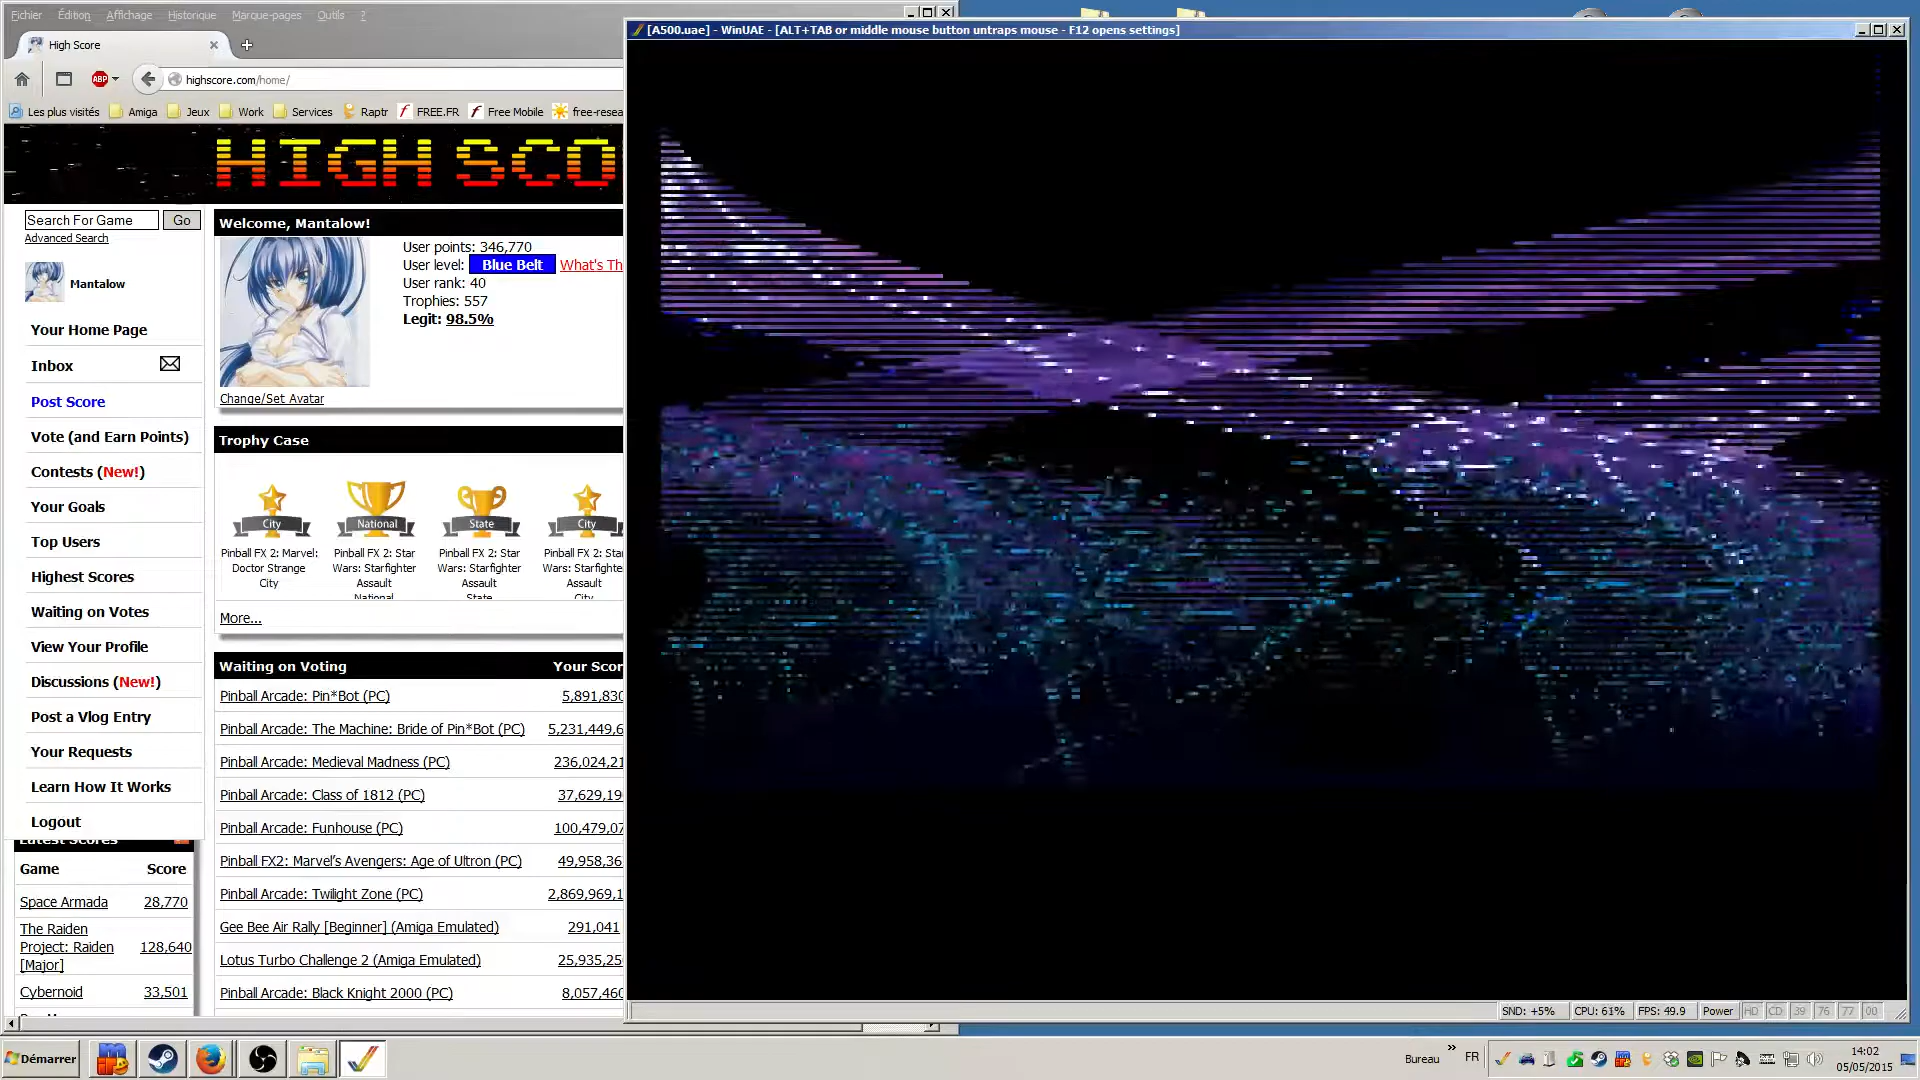 Fichier Édition Affichage Historique Marque-pages Outils ?
High Score
ABP
highscore.com/home/
Les plus visités Amiga Jeux Work Services Raptr FREE.FR Free Mobile free-resea
HIGH SCO
Search For Game Go
Advanced Search
Mantalow
Your Home Page
Inbox
Post Score
Vote (and Earn Points)
Contests (New!)
Your Goals
Top Users
Highest Scores
Waiting on Votes
View Your Profile
Discussions (New!)
Post a Vlog Entry
Your Requests
Learn How It Works
Logout
Latest Scores
Game Score
Space Armada 28,770
The Raiden
Project: Raiden 128,640
[Major]
Cybernoid 33,501
Welcome, Mantalow!
User points: 346,770
User level: Blue Belt What's Th
User rank: 40
Trophies: 557
Legit: 98.5%
Change/Set Avatar
Trophy Case
City National State City
Pinball FX 2: Marvel: Pinball FX 2: Star Pinball FX 2: Star Pinball FX 2: Sta
Doctor Strange Wars: Starfighter Wars: Starfighter Wars: Starfighte
City Assault Assault Assault
National State City
More...
Waiting on Voting Your Scor
Pinball Arcade: Pin*Bot (PC) 5,891,830
Pinball Arcade: The Machine: Bride of Pin*Bot (PC) 5,231,449,6
Pinball Arcade: Medieval Madness (PC) 236,024,21
Pinball Arcade: Class of 1812 (PC) 37,629,19
Pinball Arcade: Funhouse (PC) 100,479,07
Pinball FX2: Marvel's Avengers: Age of Ultron (PC) 49,958,36
Pinball Arcade: Twilight Zone (PC) 2,869,969,1
Gee Bee Air Rally [Beginner] (Amiga Emulated) 291,041
Lotus Turbo Challenge 2 (Amiga Emulated) 25,935,25
Pinball Arcade: Black Knight 2000 (PC) 8,057,460
[A500.uae] - WinUAE - [ALT+TAB or middle mouse button untraps mouse - F12 opens settings]
SND: +5% CPU: 61% FPS: 49.9 Power HD CD 39 76 77 00
Démarrer
Bureau » FR
14:02
05/05/2015